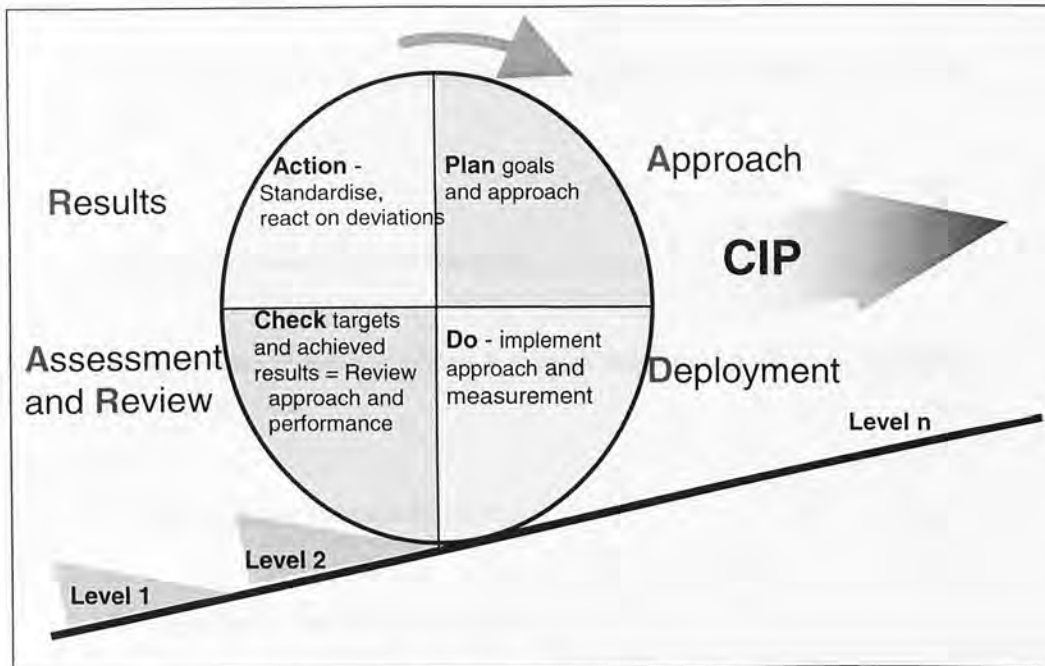 Results
Assessment
and Review
Action -
Standardise,
react on deviations
Plan goals
and approach
Check targets
and achieved
results = Review
approach and
performance
Do - implement
approach and
measurement
Approach
CIP
Deployment
Level 1
Level 2
Level n